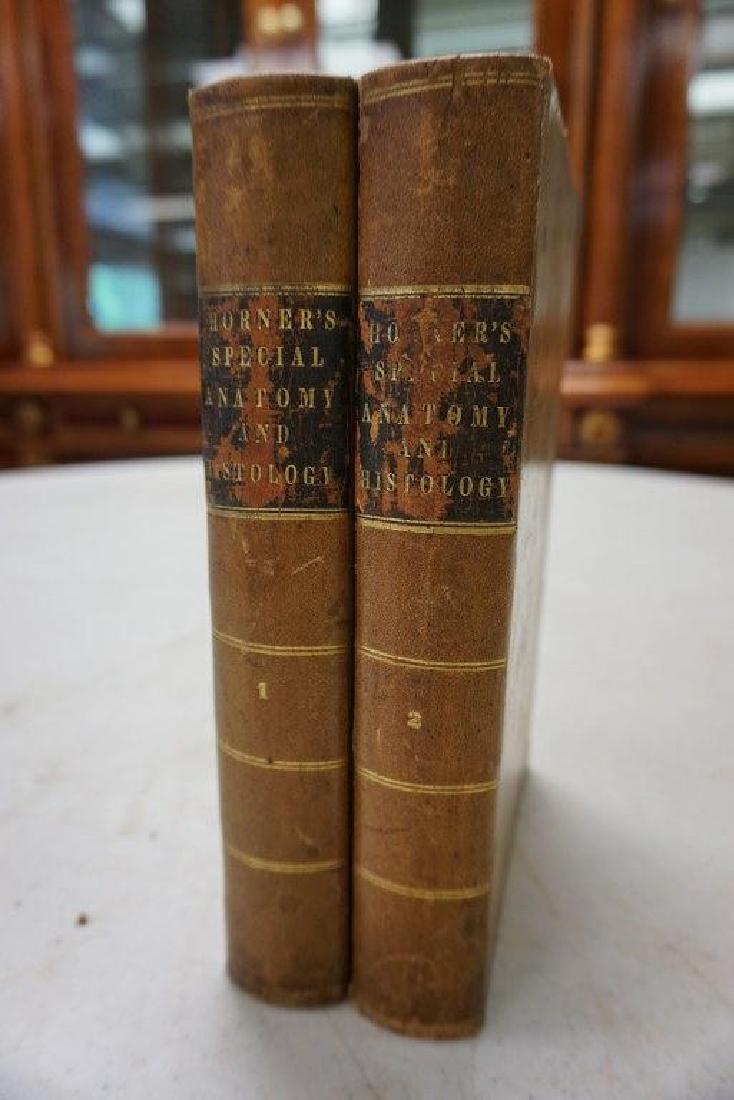 HORNER'S
SPECIAL
ANATOMY
AND
HISTOLOGY
1
HORNER'S
SPECIAL
ANATOMY
AND
HISTOLOGY
2